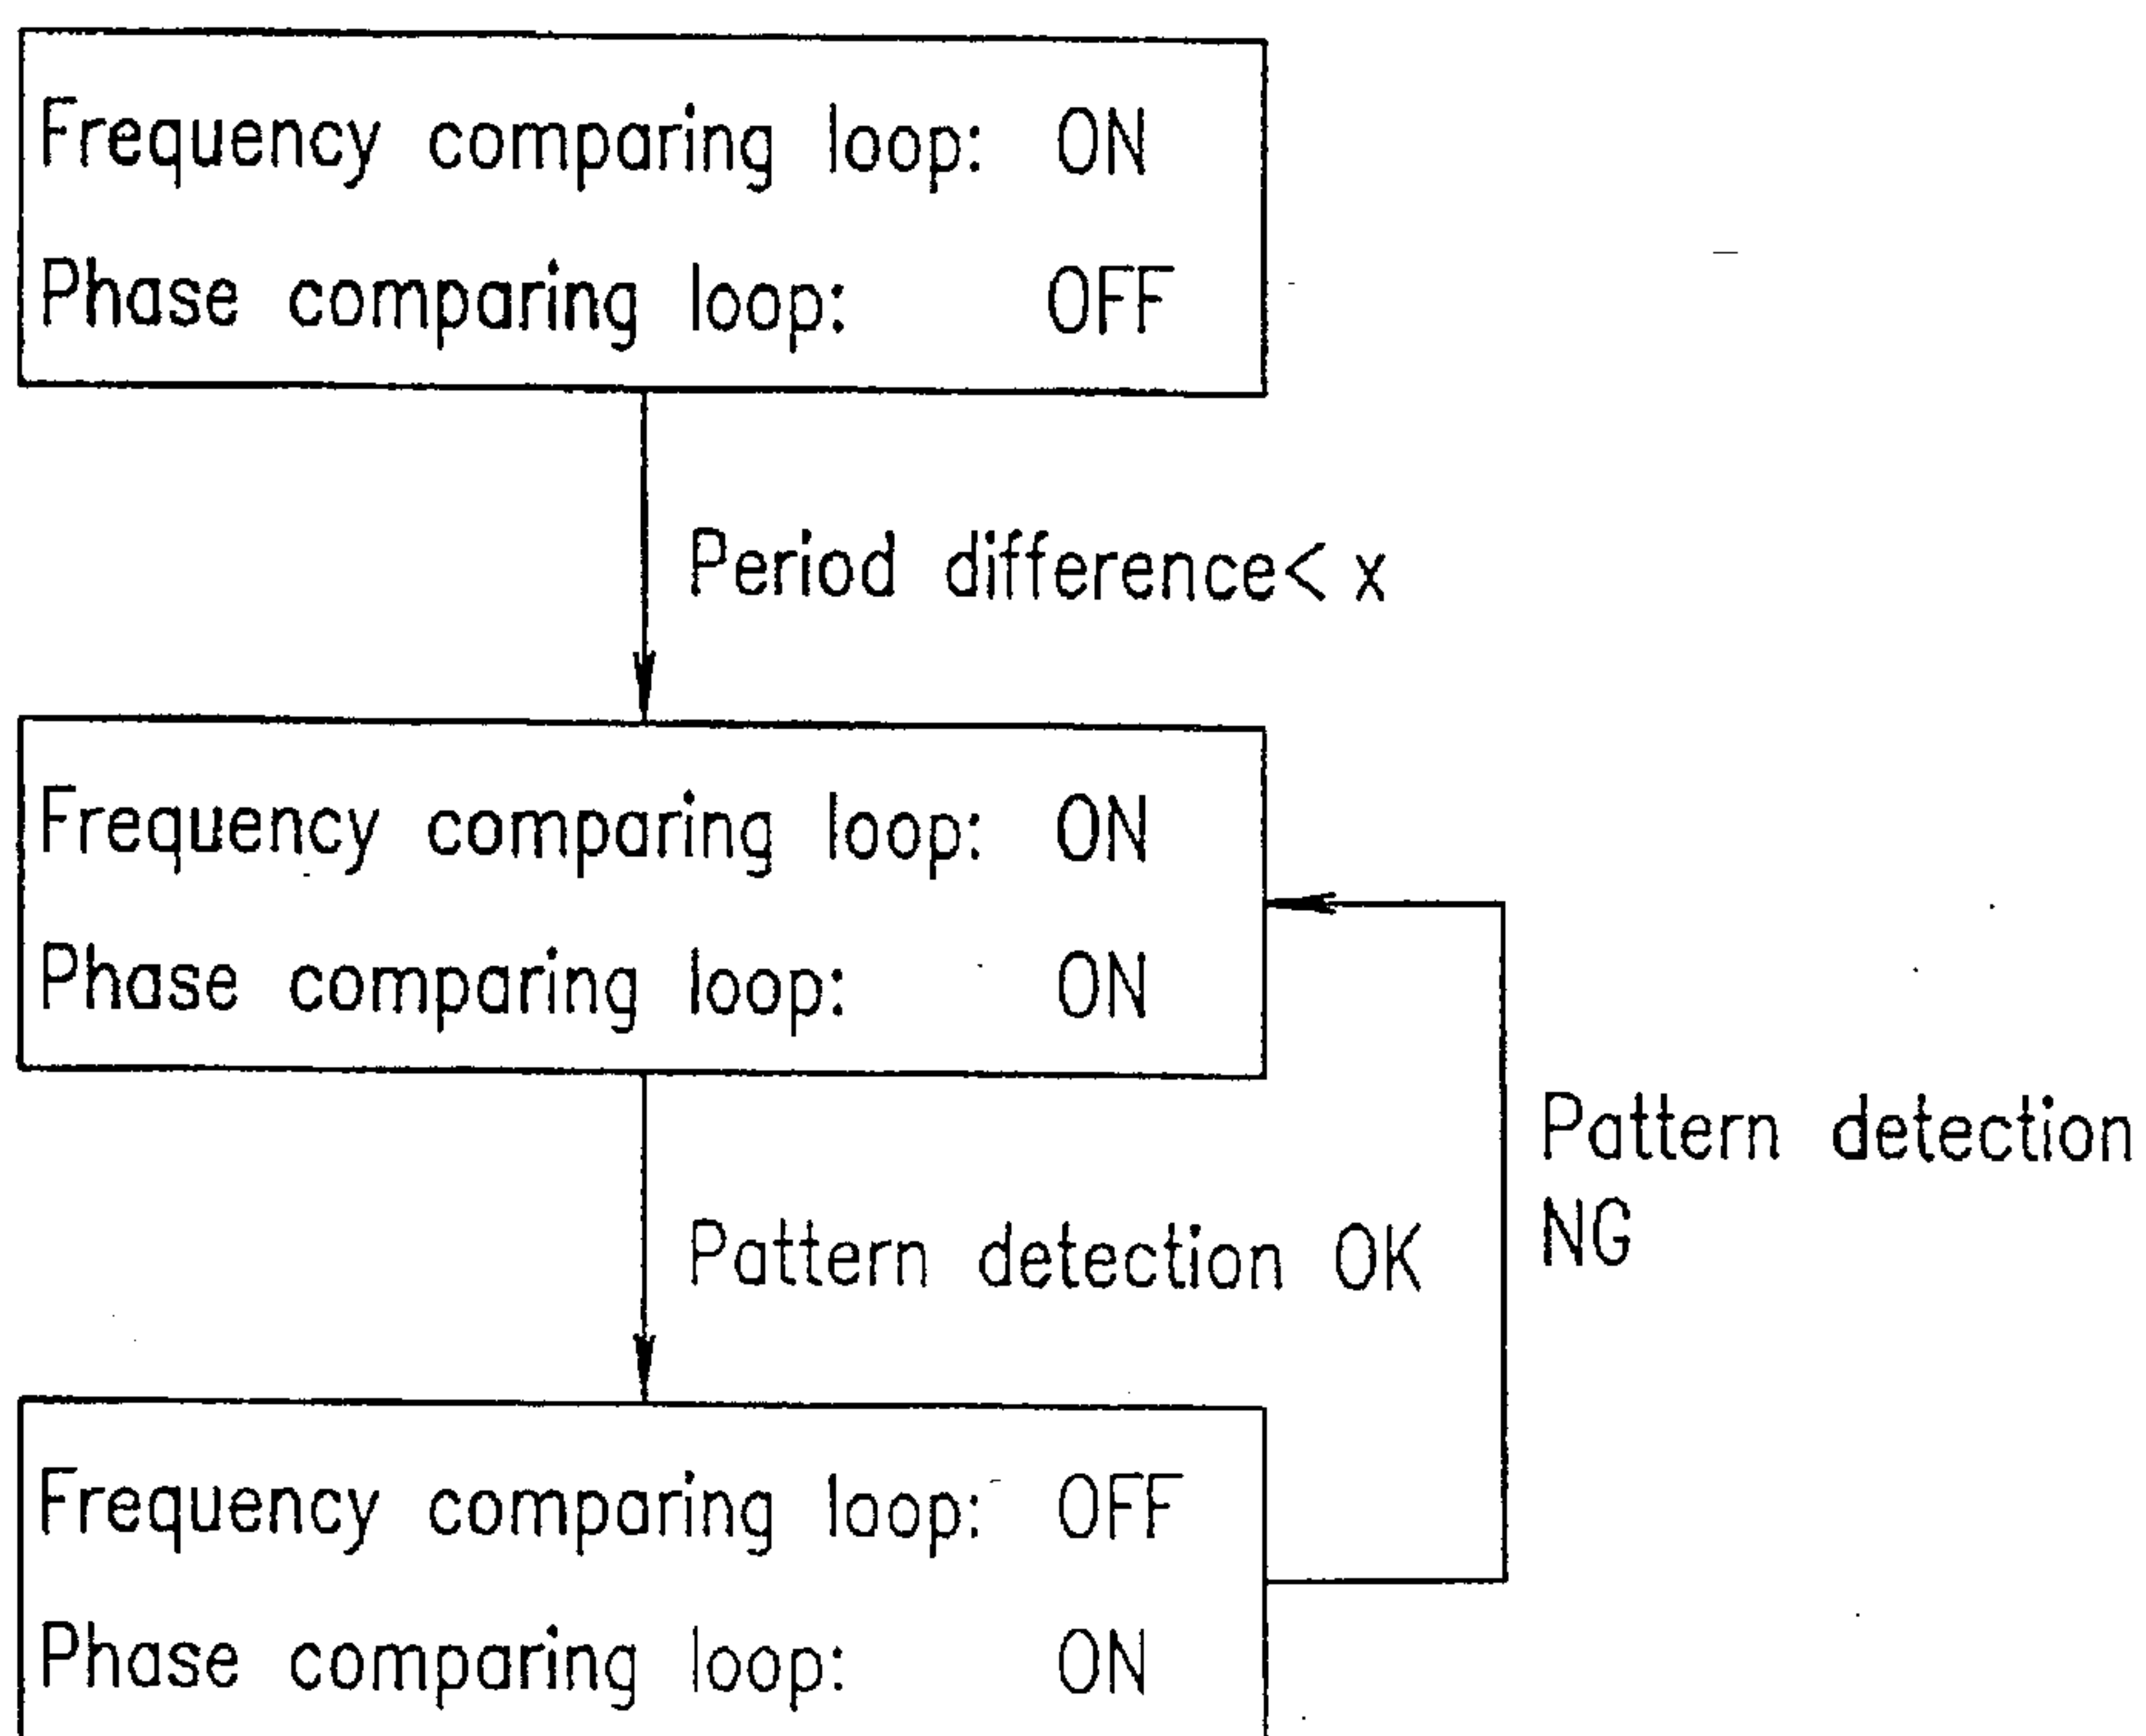 Frequency comparing loop: ON
Phase comparing loop: OFF
Period difference< x
Frequency comparing loop: ON
Phase comparing loop: ON
Pattern detection
NG
Pattern detection OK
Frequency comparing loop: OFF
Phase comparing loop: ON